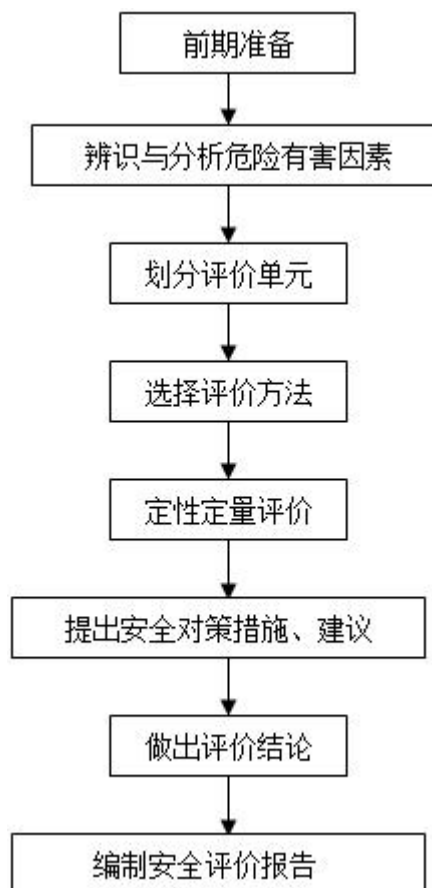 前期准备
辨识与分析危险有害因素
划分评价单元
选择评价方法
定性定量评价
提出安全对策措施、建议
做出评价结论
编制安全评价报告